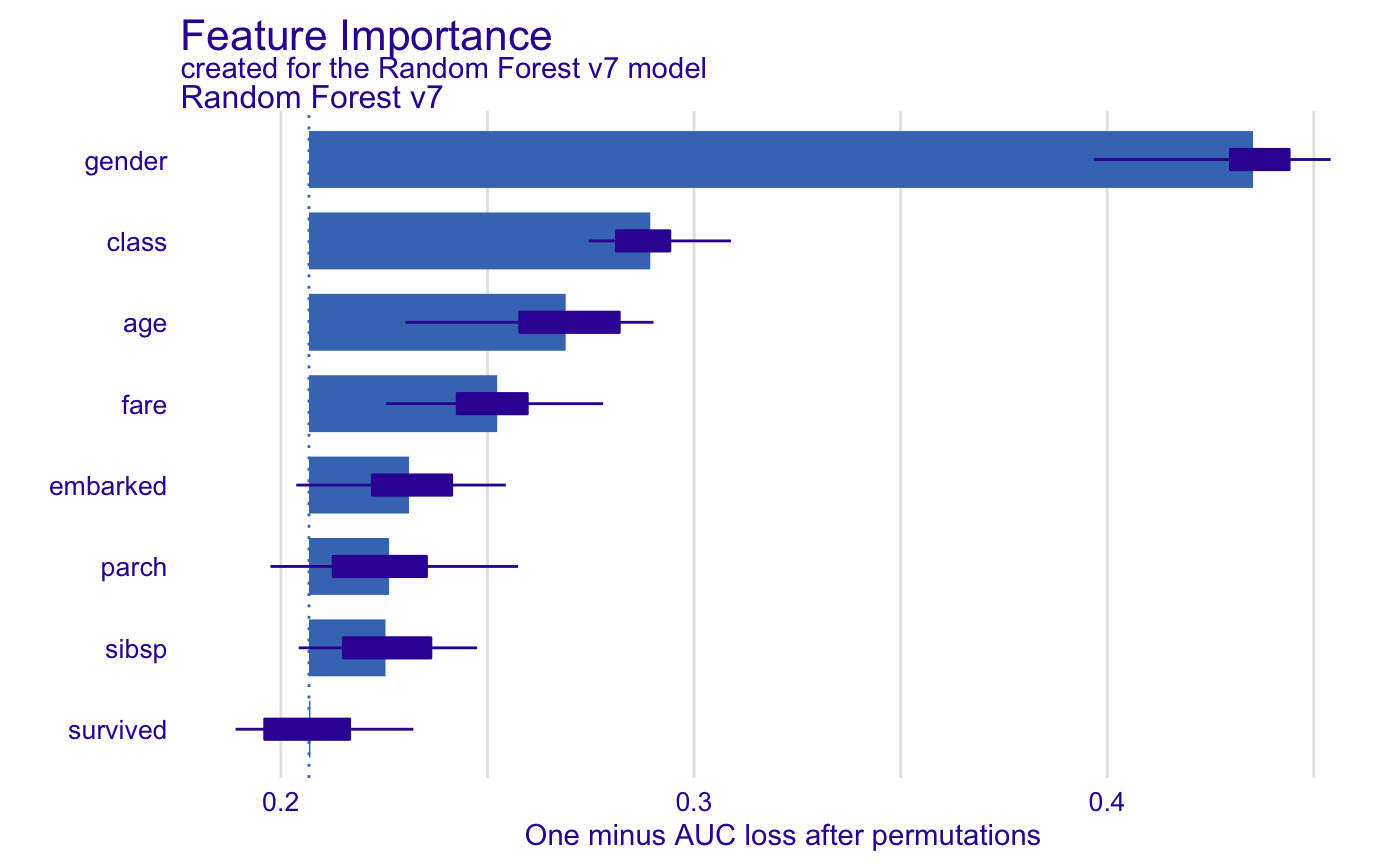 Feature Importance
created for the Random Forest v7 model
Random Forest v7
gender
class
age
fare
embarked
parch
sibsp
survived
0.2 0.3 0.4
One minus AUC loss after permutations